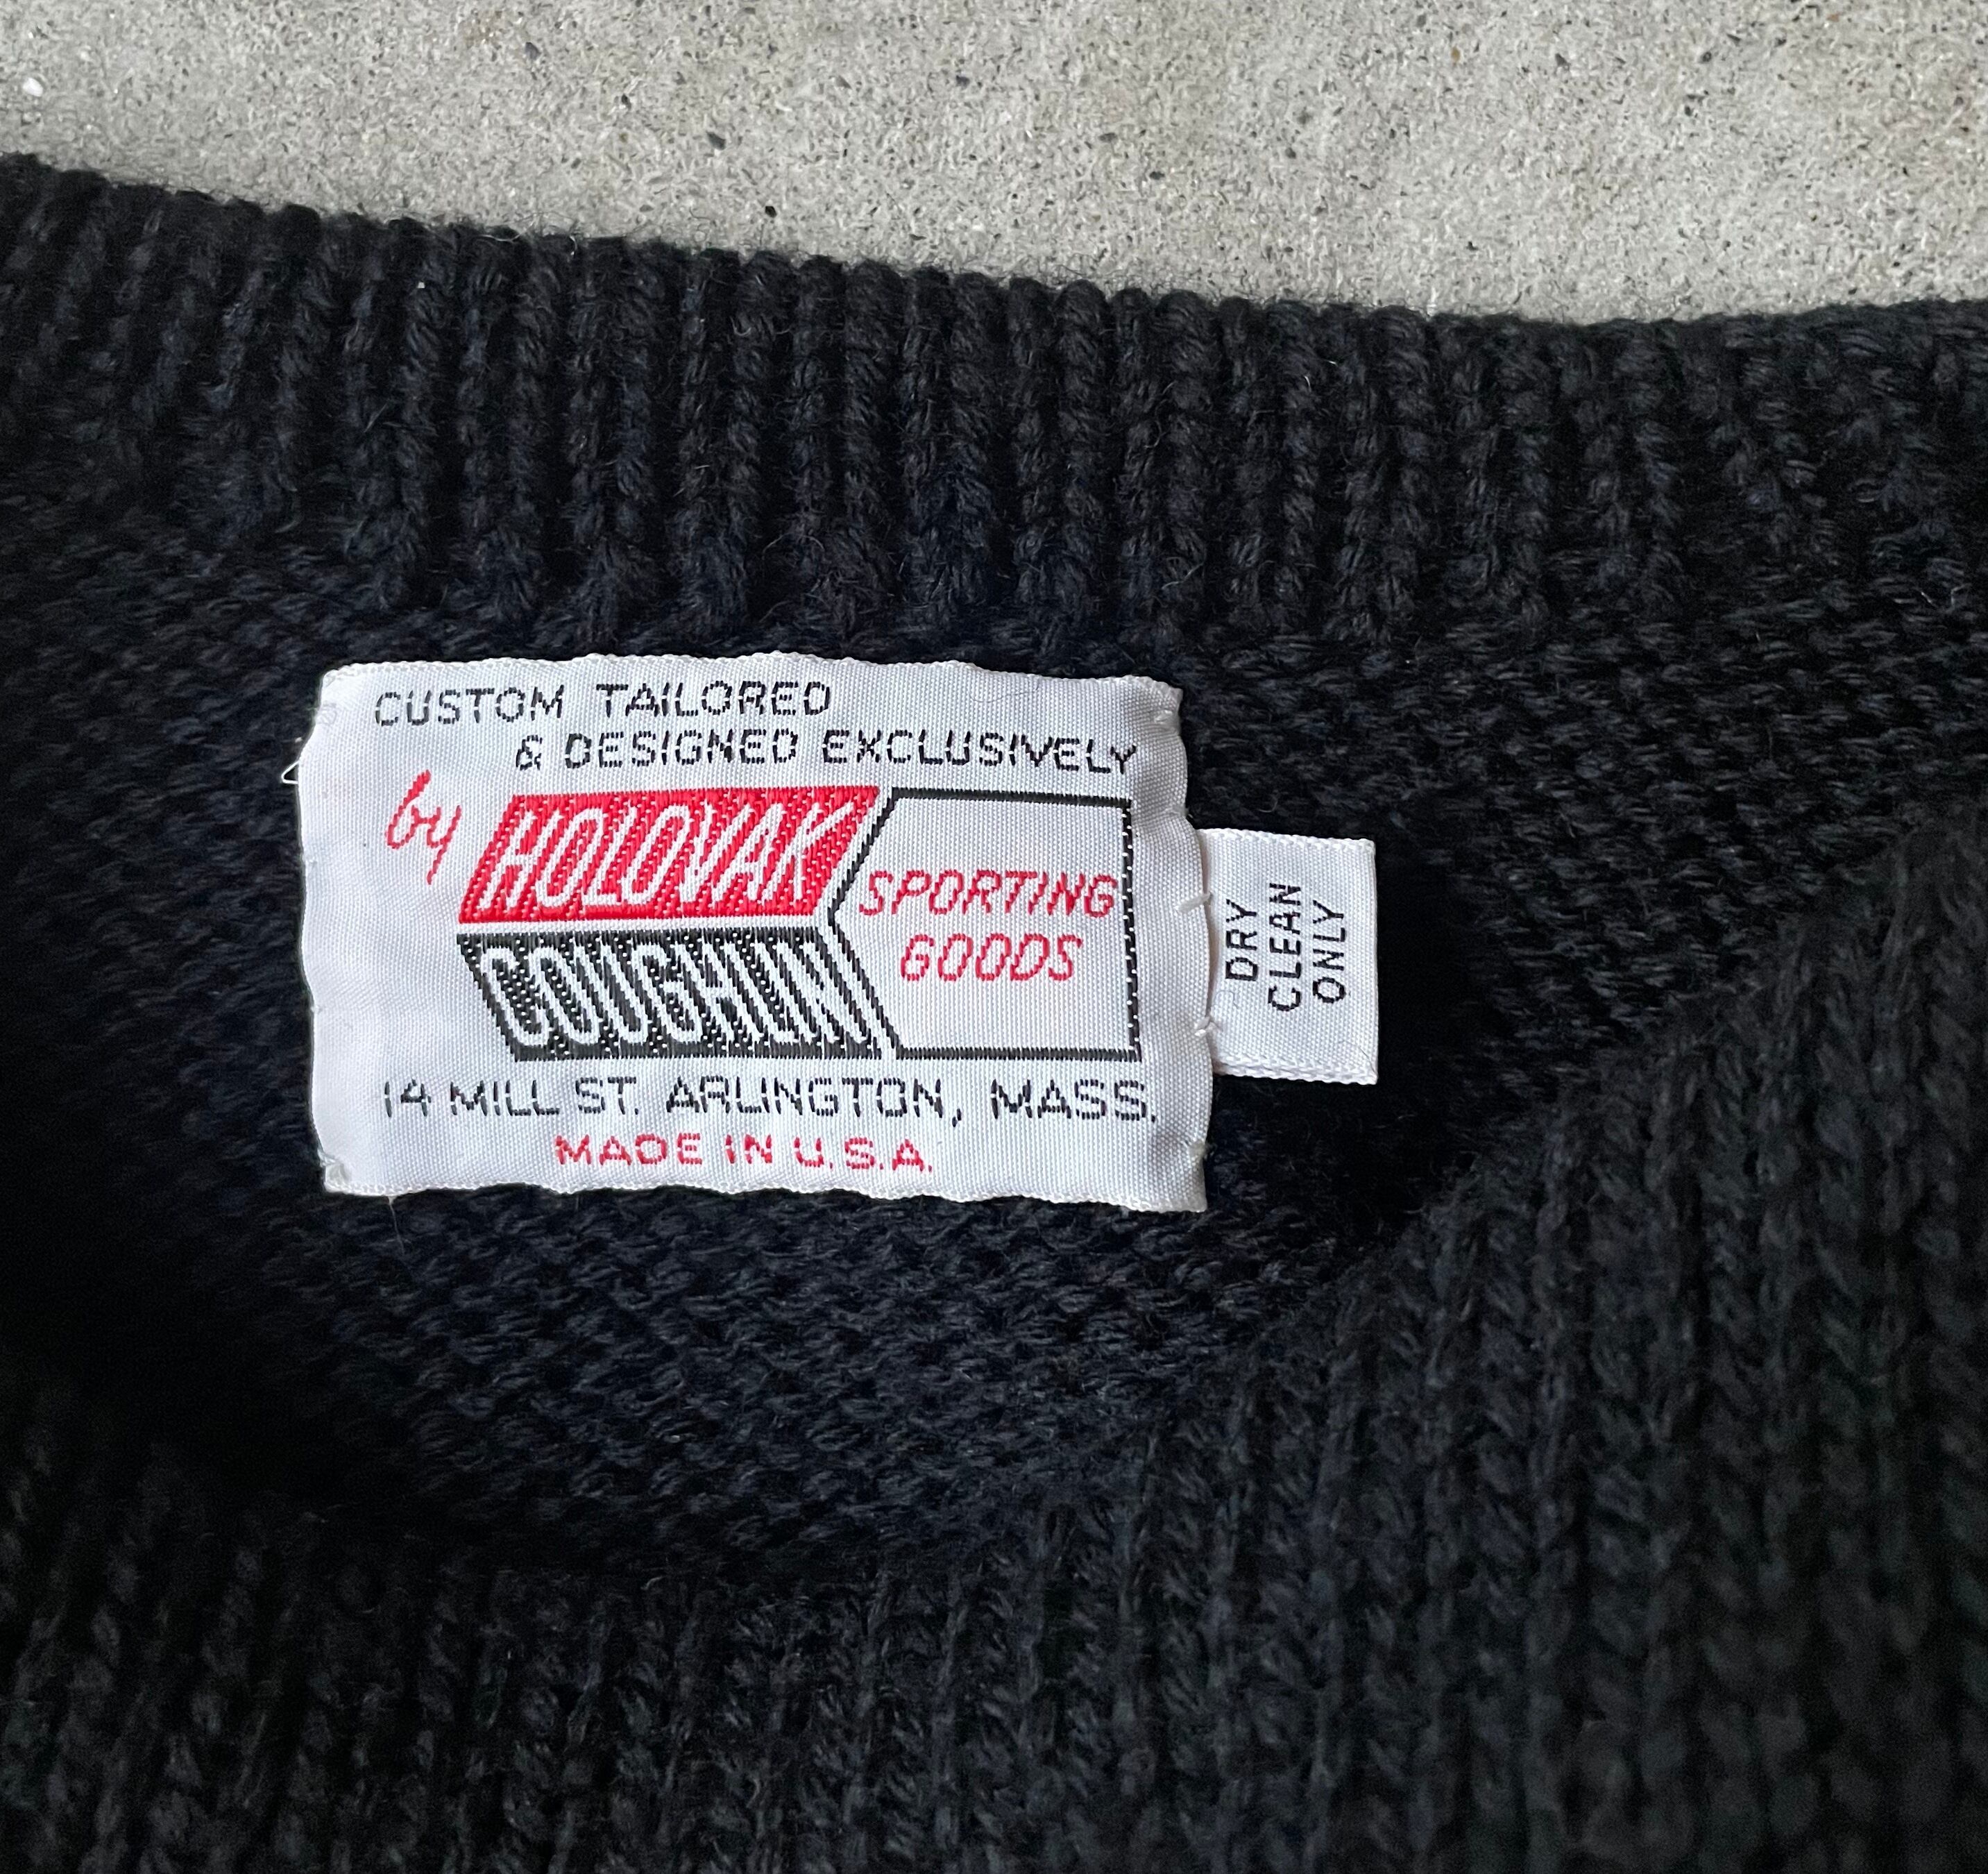 CUSTOM TAILORED
& DESIGNED EXCLUSIVELY
by HOLOVAK
COUGHLIN
SPORTING
GOODS
14 MILL ST. ARLINGTON, MASS.
MADE IN U.S.A.
DRY
CLEAN
ONLY